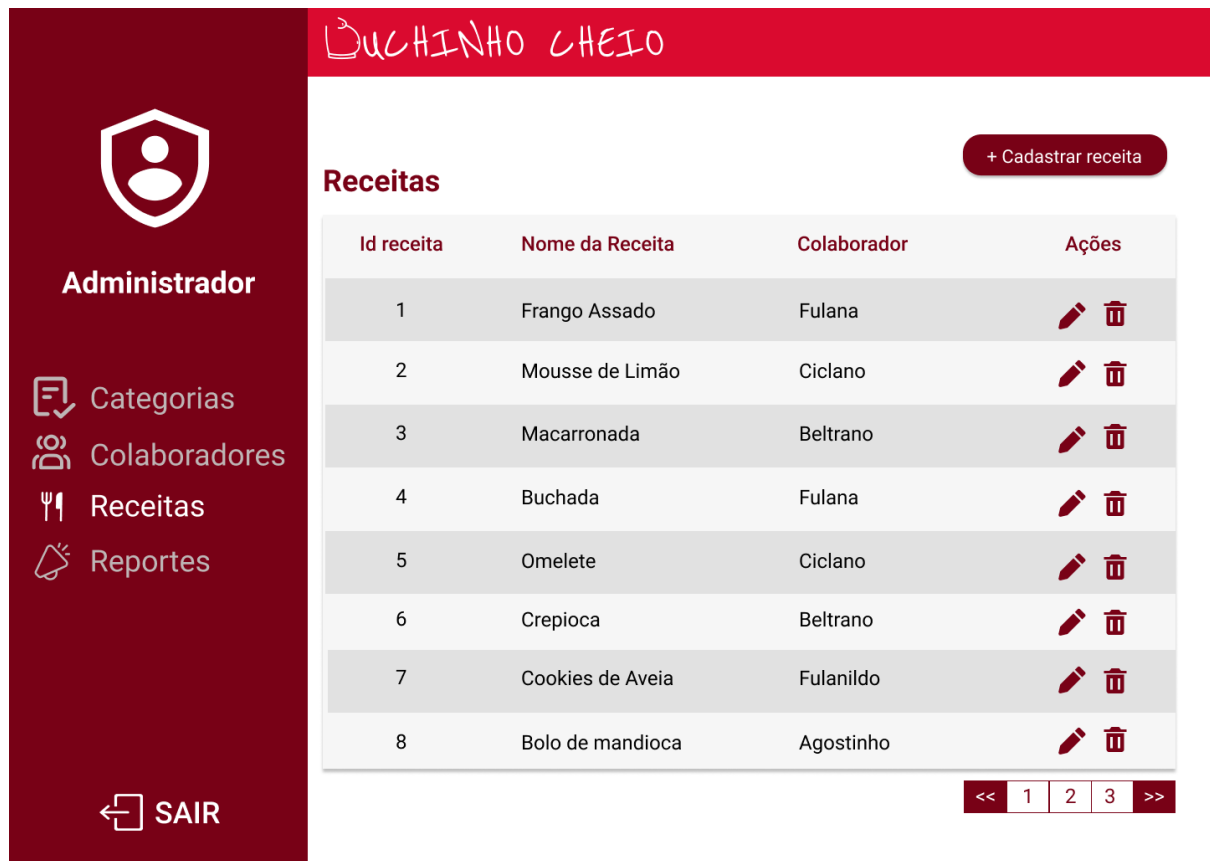 BUCHINHO CHEIO
Administrador
Categorias
Colaboradores
Receitas
Reportes
SAIR
+ Cadastrar receita
Receitas
Id receita Nome da Receita Colaborador Ações
1 Frango Assado Fulana
2 Mousse de Limão Ciclano
3 Macarronada Beltrano
4 Buchada Fulana
5 Omelete Ciclano
6 Crepioca Beltrano
7 Cookies de Aveia Fulanildo
8 Bolo de mandioca Agostinho
<< 1 2 3 >>